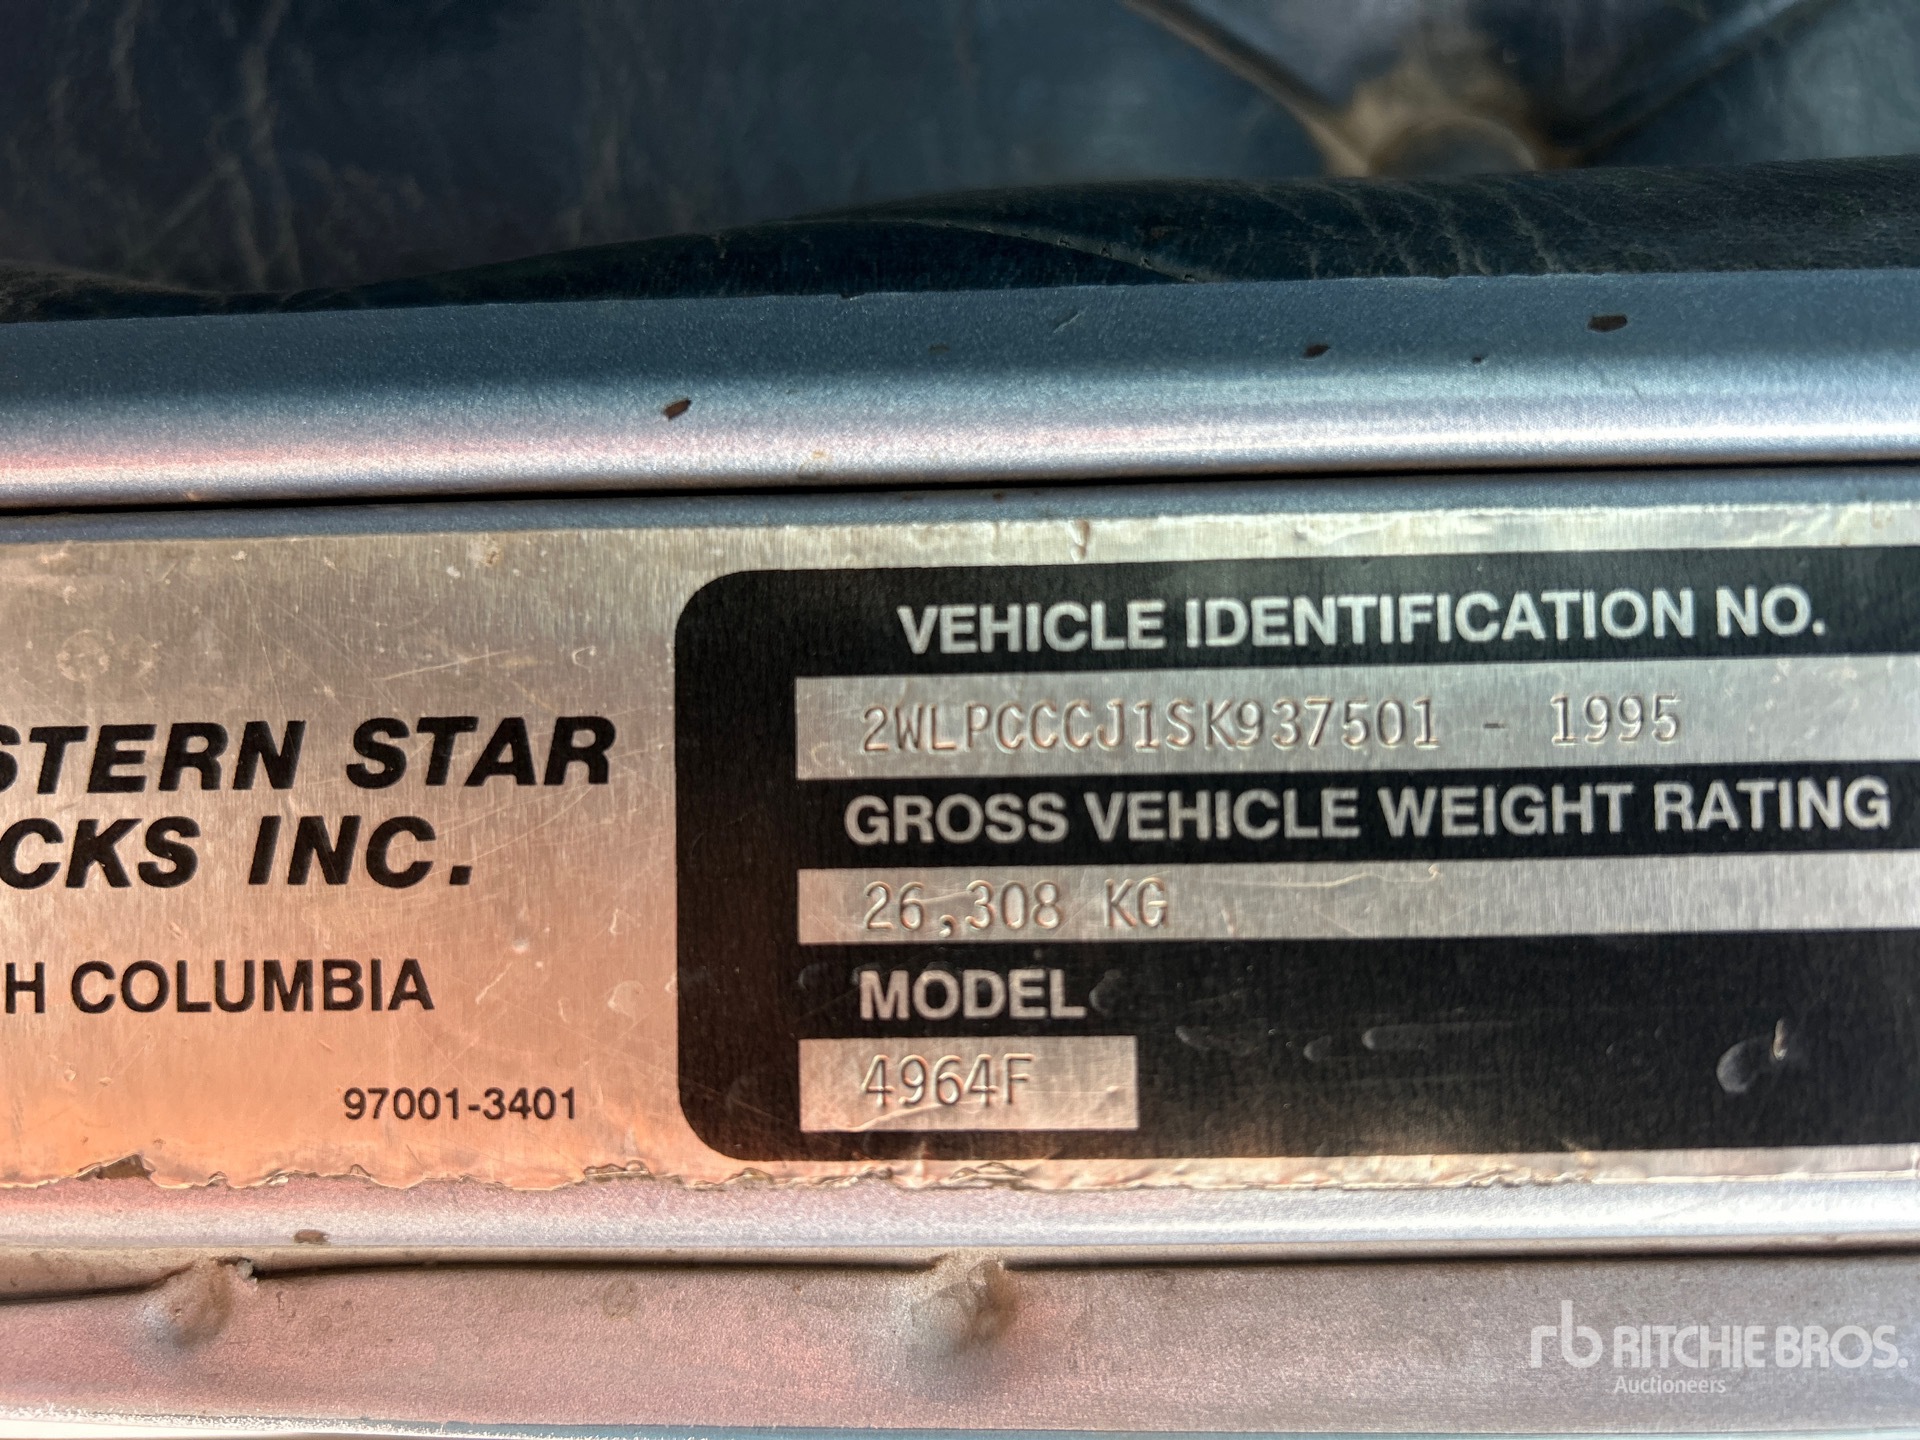 VEHICLE IDENTIFICATION NO.
2WLPCCCJ1SK937501 - 1995
GROSS VEHICLE WEIGHT RATING
26,308 KG
MODEL
4964F
STERN STAR
CKS INC.
H COLUMBIA
97001-3401
rb RITCHIE BROS.
Auctioneers